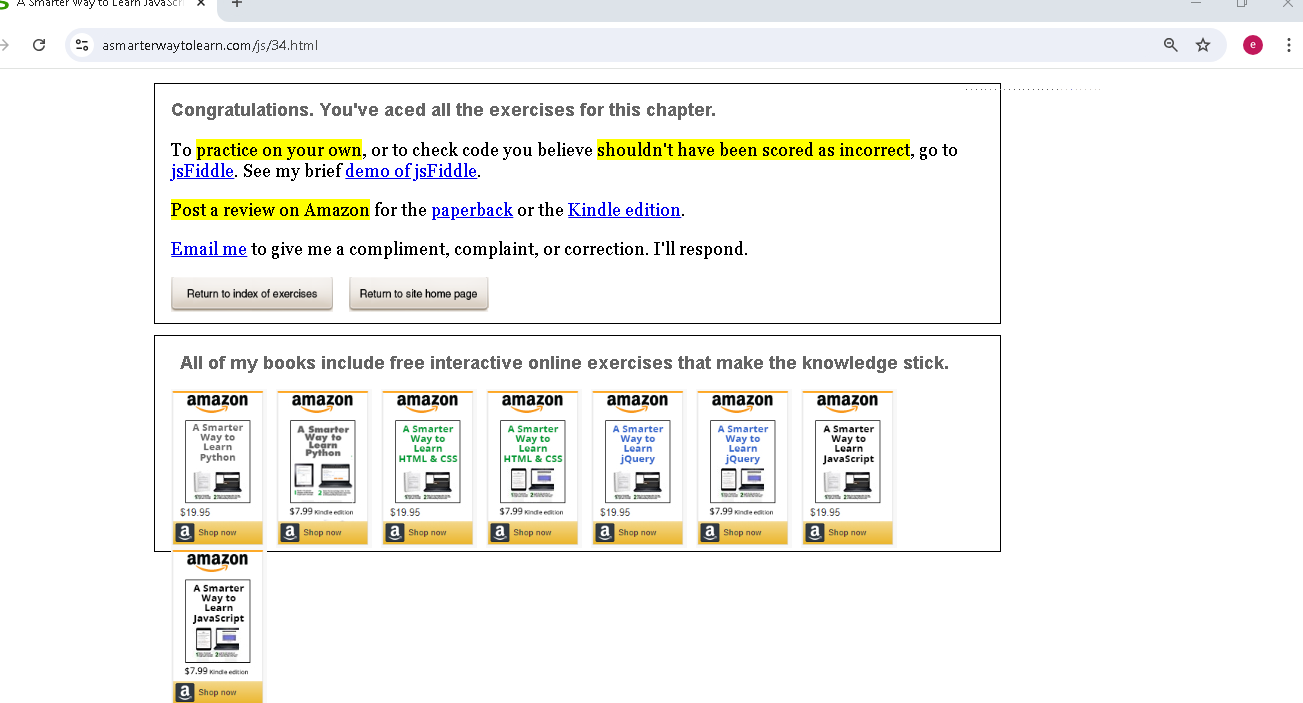 A Smarter Way to Learn JavaScri
asmarterwaytolearn.com/js/34.html
e
Congratulations. You've aced all the exercises for this chapter.
To practice on your own, or to check code you believe shouldn't have been scored as incorrect, go to
jsFiddle. See my brief demo of jsFiddle.
Post a review on Amazon for the paperback or the Kindle edition.
Email me to give me a compliment, complaint, or correction. I'll respond.
Return to index of exercises
Return to site home page
All of my books include free interactive online exercises that make the knowledge stick.
amazon
A Smarter
Way to
Learn
Python
$19.95
a Shop now
amazon
A Smarter
Way to
Learn
Python
$7.99 Kindle edition
a Shop now
amazon
A Smarter
Way to
Learn
HTML & CSS
$19.95
a Shop now
amazon
A Smarter
Way to
Learn
HTML & CSS
$7.99 Kindle edition
a Shop now
amazon
A Smarter
Way to
Learn
jQuery
$19.95
a Shop now
amazon
A Smarter
Way to
Learn
jQuery
$7.99 Kindle edition
a Shop now
amazon
A Smarter
Way to
Learn
JavaScript
$19.95
a Shop now
amazon
A Smarter
Way to
Learn
JavaScript
$7.99 Kindle edition
a Shop now